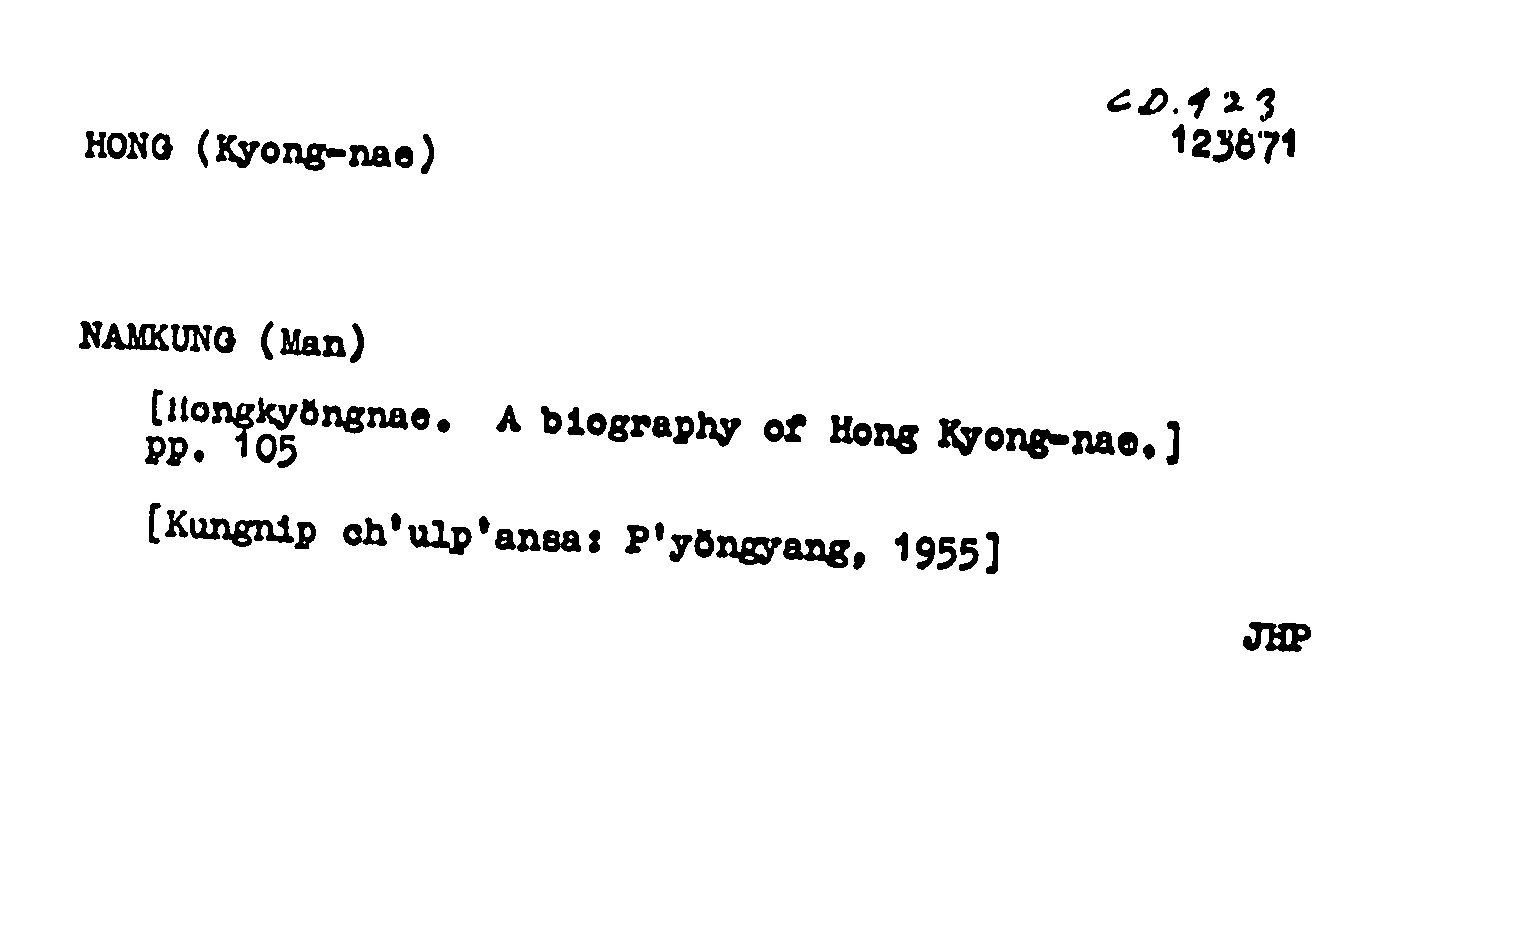 CD.923
HONG (Kyong-nae)
123871
NAMKUNG (Man)
[Hongkyŏngnae. A biography of Hong Kyong-nae.]
pp. 105
[Kungnip ch'ulp'ansa: P'yŏngyang, 1955]
JHP